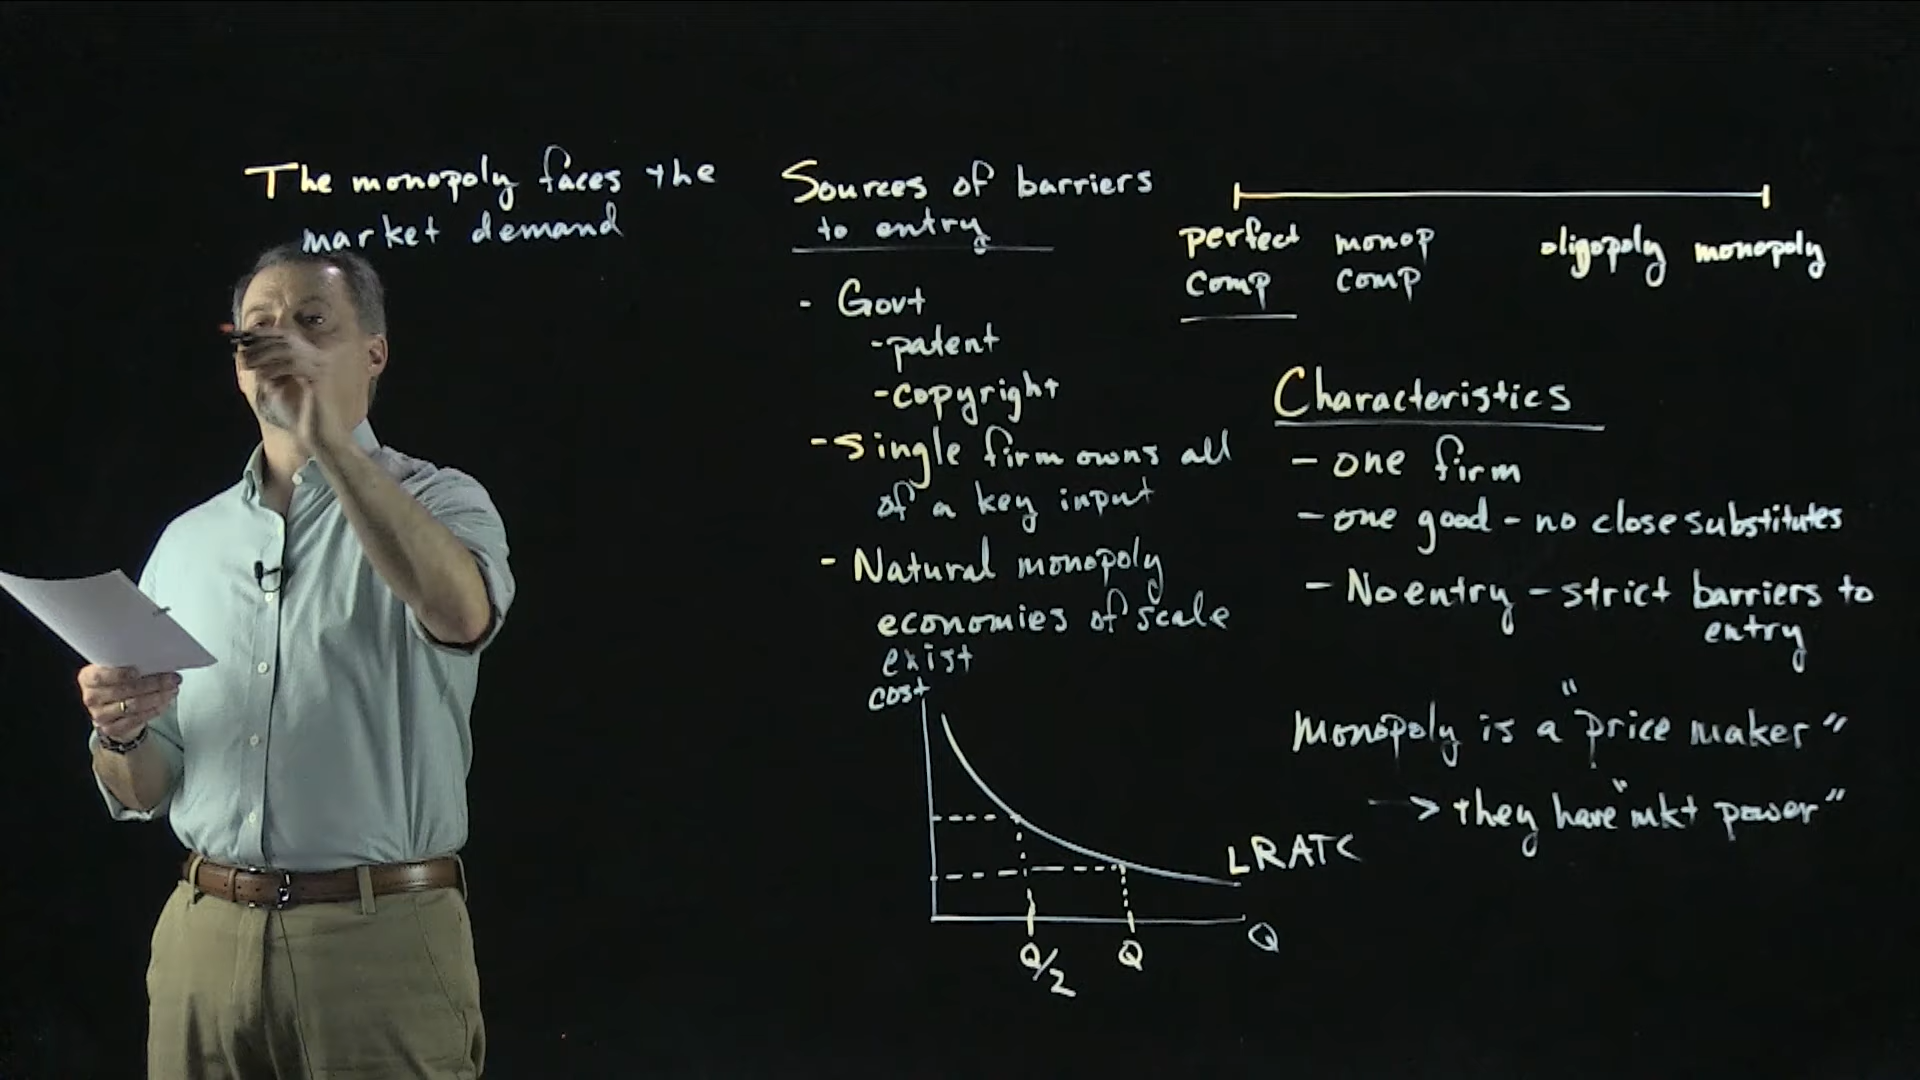 The monopoly faces the
market demand
Sources of barriers
to entry
- Govt
- patent
- copyright
- single firm owns all
of a key input
- Natural monopoly
economies of scale
exist
cost
LRATC
Q/2
Q
Q
perfect
comp
monop
comp
oligopoly
monopoly
Characteristics
- one firm
- one good - no close substitutes
- No entry - strict barriers to
entry
Monopoly is a "price maker"
-> they have "mkt power"